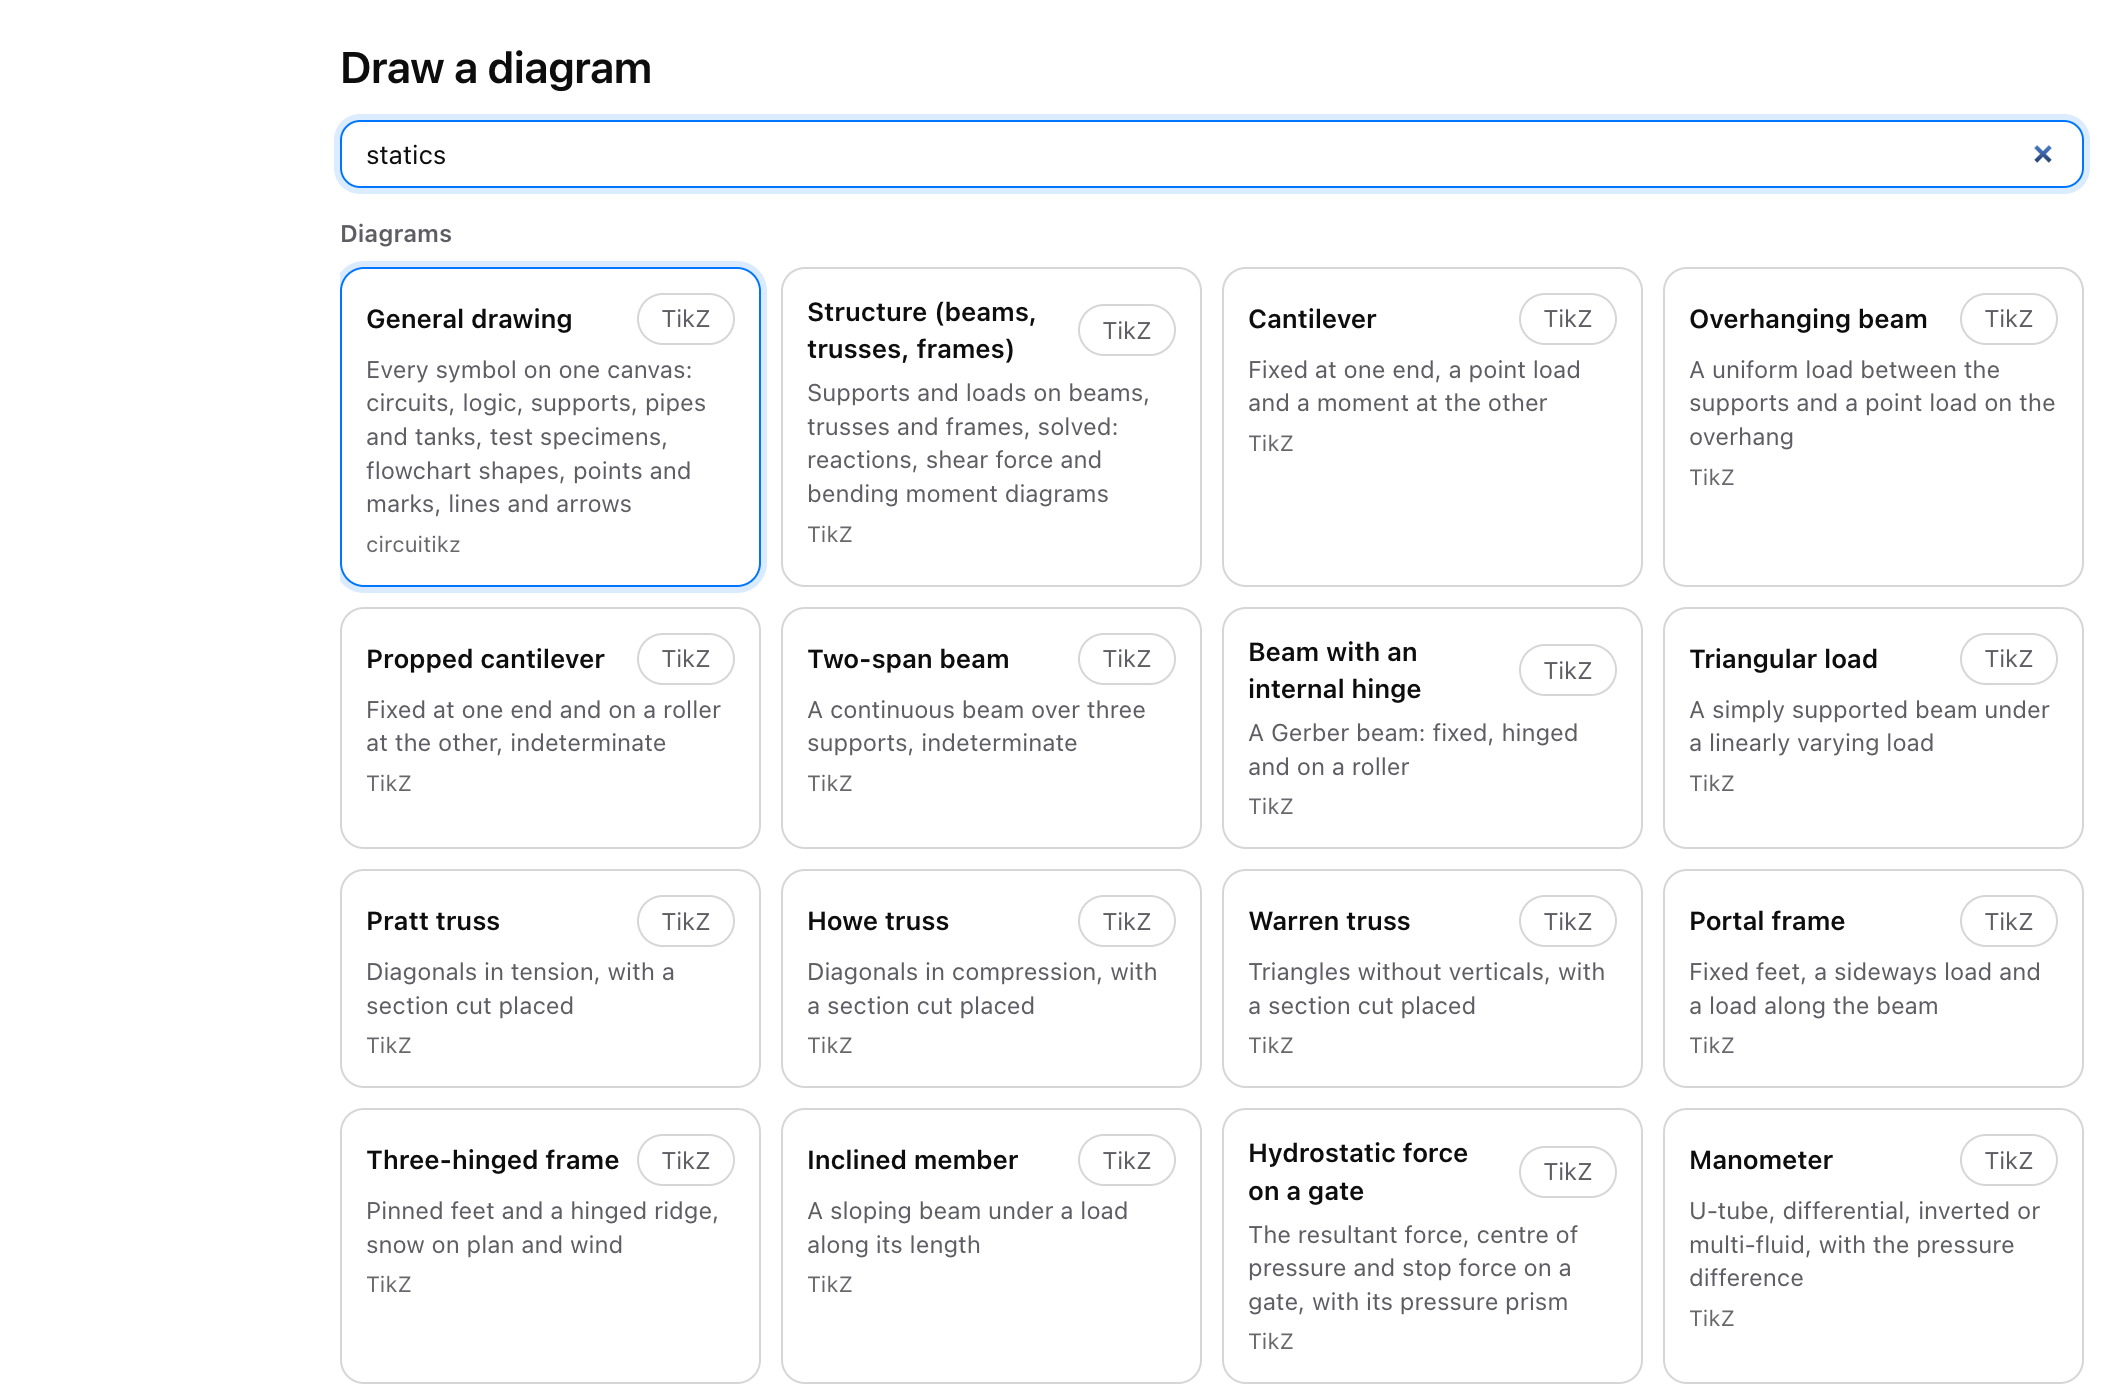 Draw a diagram
statics
Diagrams
General drawing
TikZ
Every symbol on one canvas:
circuits, logic, supports, pipes
and tanks, test specimens,
flowchart shapes, points and
marks, lines and arrows
circuitikz
Structure (beams,
trusses, frames)
TikZ
Supports and loads on beams,
trusses and frames, solved:
reactions, shear force and
bending moment diagrams
TikZ
Cantilever
TikZ
Fixed at one end, a point load
and a moment at the other
TikZ
Overhanging beam
TikZ
A uniform load between the
supports and a point load on the
overhang
TikZ
Propped cantilever
TikZ
Fixed at one end and on a roller
at the other, indeterminate
TikZ
Two-span beam
TikZ
A continuous beam over three
supports, indeterminate
TikZ
Beam with an
internal hinge
TikZ
A Gerber beam: fixed, hinged
and on a roller
TikZ
Triangular load
TikZ
A simply supported beam under
a linearly varying load
TikZ
Pratt truss
TikZ
Diagonals in tension, with a
section cut placed
TikZ
Howe truss
TikZ
Diagonals in compression, with
a section cut placed
TikZ
Warren truss
TikZ
Triangles without verticals, with
a section cut placed
TikZ
Portal frame
TikZ
Fixed feet, a sideways load and
a load along the beam
TikZ
Three-hinged frame
TikZ
Pinned feet and a hinged ridge,
snow on plan and wind
TikZ
Inclined member
TikZ
A sloping beam under a load
along its length
TikZ
Hydrostatic force
on a gate
TikZ
The resultant force, centre of
pressure and stop force on a
gate, with its pressure prism
TikZ
Manometer
TikZ
U-tube, differential, inverted or
multi-fluid, with the pressure
difference
TikZ